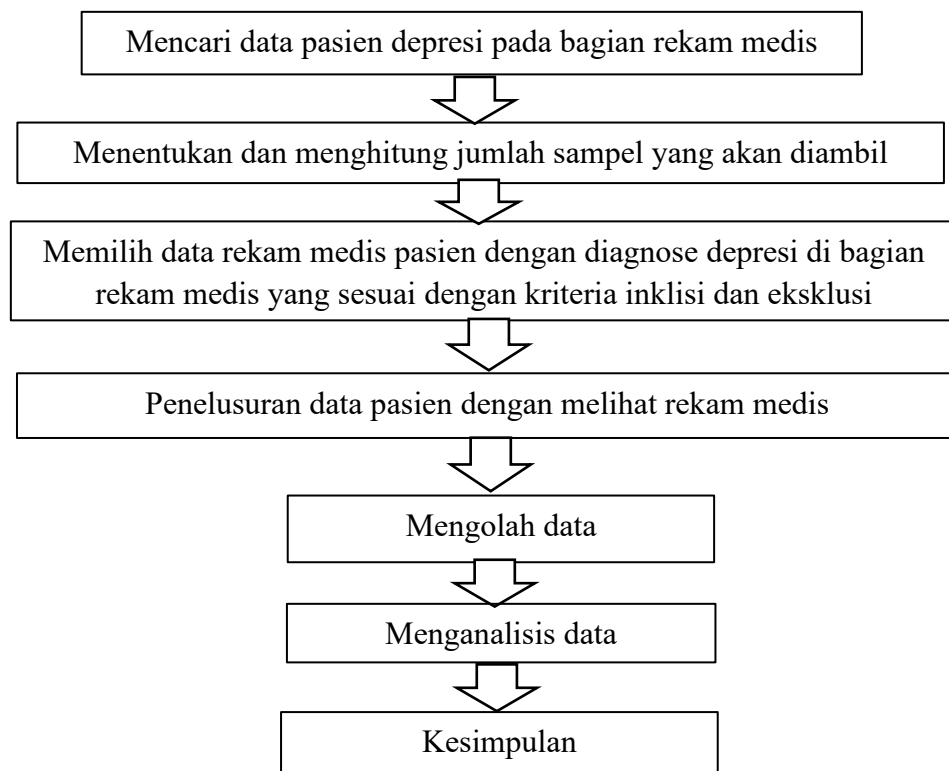 Mencari data pasien depresi pada bagian rekam medis
Menentukan dan menghitung jumlah sampel yang akan diambil
Memilih data rekam medis pasien dengan diagnose depresi di bagian
rekam medis yang sesuai dengan kriteria inklisi dan eksklusi
Penelusuran data pasien dengan melihat rekam medis
Mengolah data
Menganalisis data
Kesimpulan